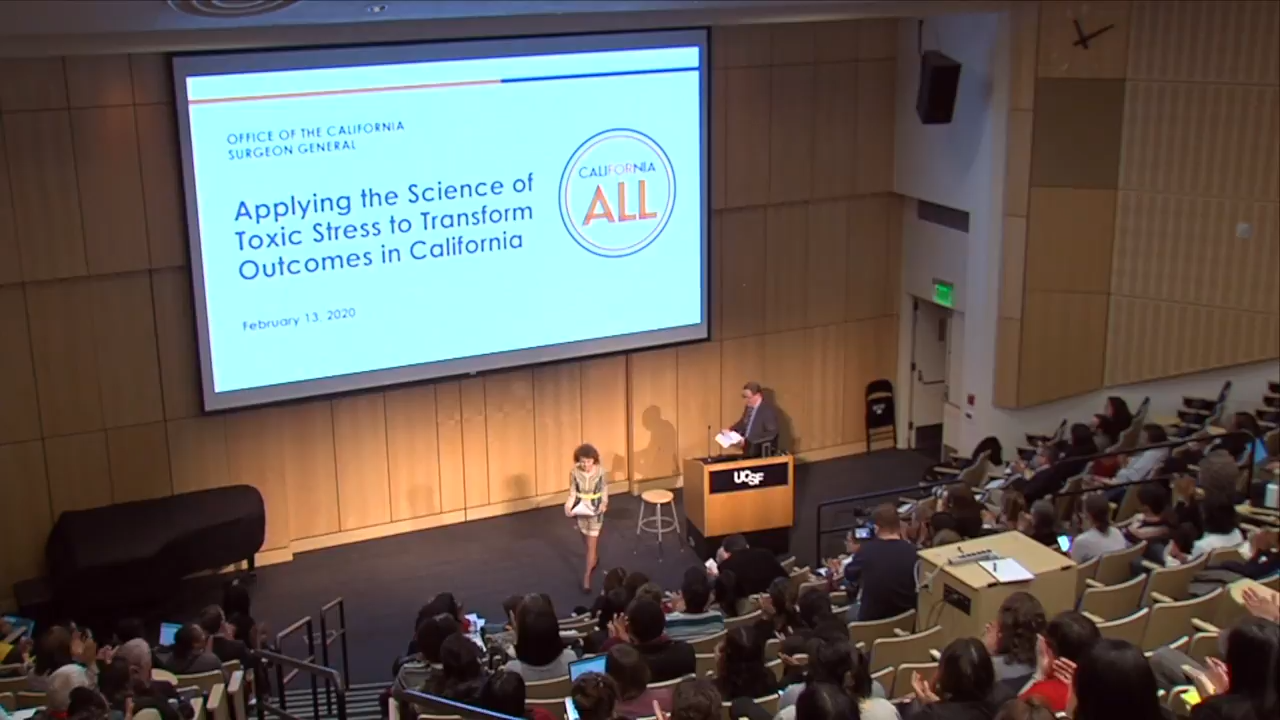 OFFICE OF THE CALIFORNIA
SURGEON GENERAL
Applying the Science of
Toxic Stress to Transform
Outcomes in California
February 13, 2020
CALIFORNIA
ALL
UCSF